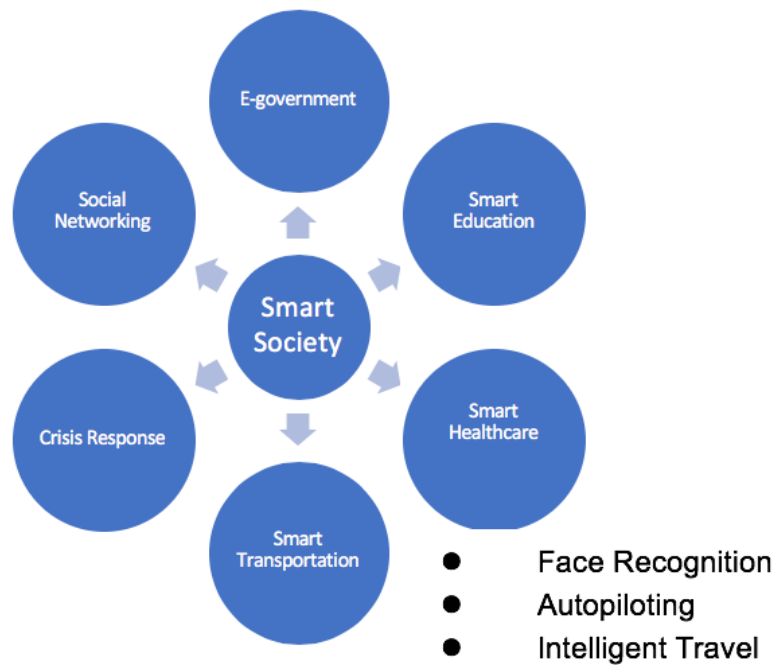 E-government
Social
Networking
Smart
Education
Smart
Society
Crisis Response
Smart
Healthcare
Smart
Transportation
● Face Recognition
● Autopiloting
● Intelligent Travel